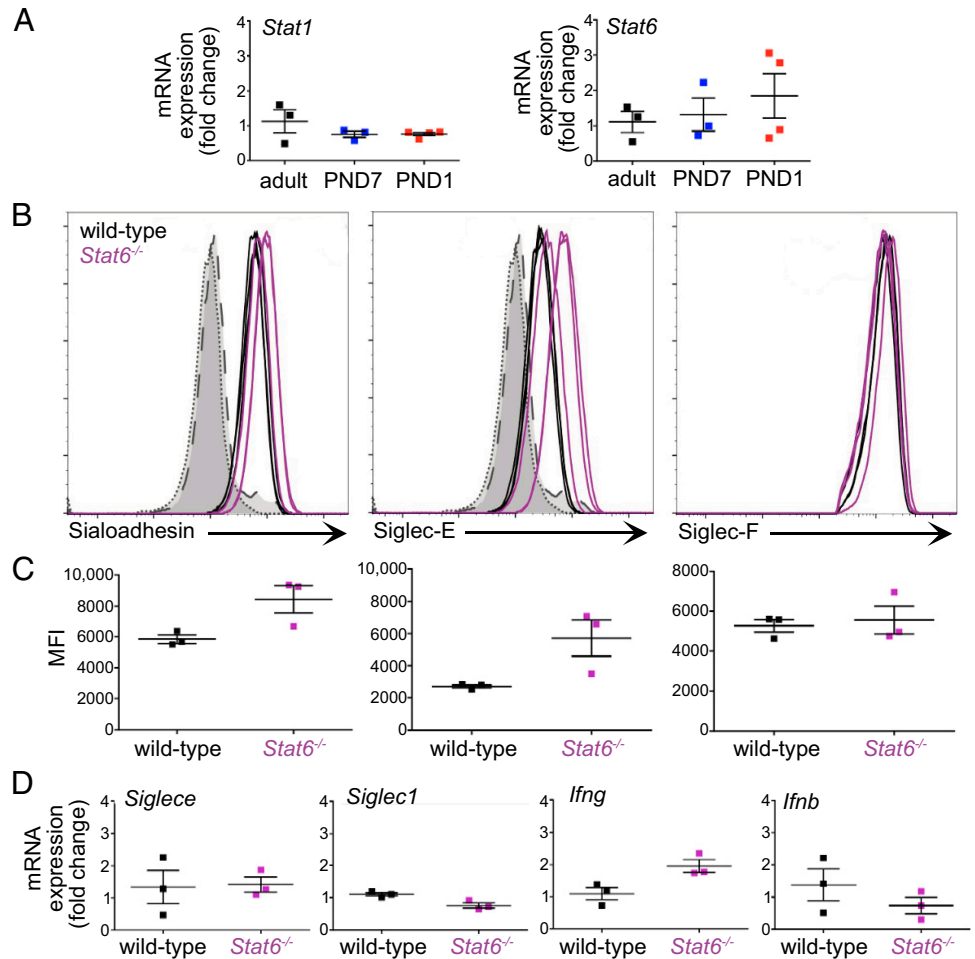 A
Stat1
Stat6
mRNA
expression
(fold change)
4
3
2
1
0
adult PND7 PND1
mRNA
expression
(fold change)
4
3
2
1
0
adult PND7 PND1
B
wild-type
Stat6-/-
Sialoadhesin
Siglec-E
Siglec-F
C
MFI
10,000
8000
6000
4000
2000
0
wild-type Stat6-/-
10,000
8000
6000
4000
2000
0
wild-type Stat6-/-
8000
6000
4000
2000
0
wild-type Stat6-/-
D
mRNA
expression
(fold change)
Siglece
4
3
2
1
0
wild-type Stat6-/-
Siglec1
4
3
2
1
0
wild-type Stat6-/-
Ifng
4
3
2
1
0
wild-type Stat6-/-
Ifnb
4
3
2
1
0
wild-type Stat6-/-